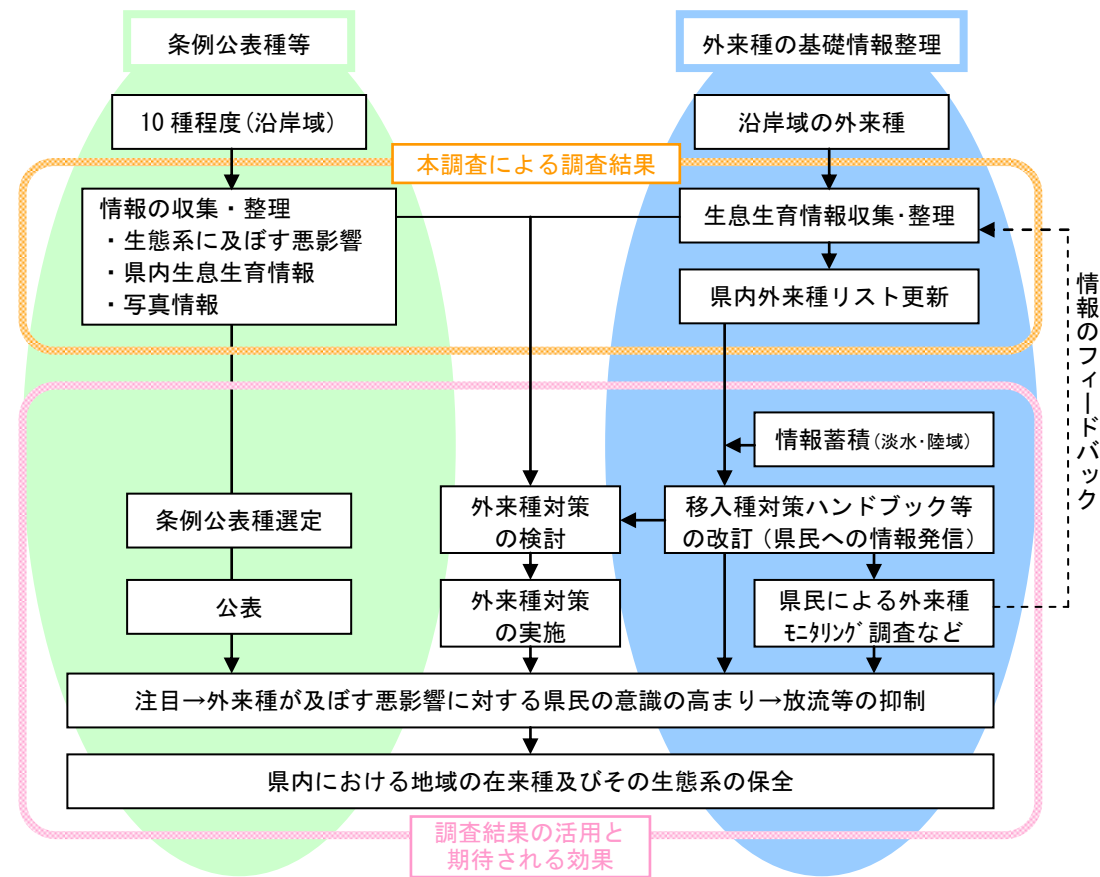 条例公表種等
外来種の基礎情報整理
10種程度(沿岸域)
沿岸域の外来種
本調査による調査結果
情報の収集・整理
・生態系に及ぼす悪影響
・県内生息生育情報
・写真情報
生息生育情報収集･整理
県内外来種リスト更新
情報のフィードバック
情報蓄積(淡水･陸域)
条例公表種選定
外来種対策
の検討
移入種対策ハンドブック等
の改訂(県民への情報発信)
公表
外来種対策
の実施
県民による外来種
ﾓﾆﾀﾘﾝｸﾞ調査など
注目→外来種が及ぼす悪影響に対する県民の意識の高まり→放流等の抑制
県内における地域の在来種及びその生態系の保全
調査結果の活用と
期待される効果